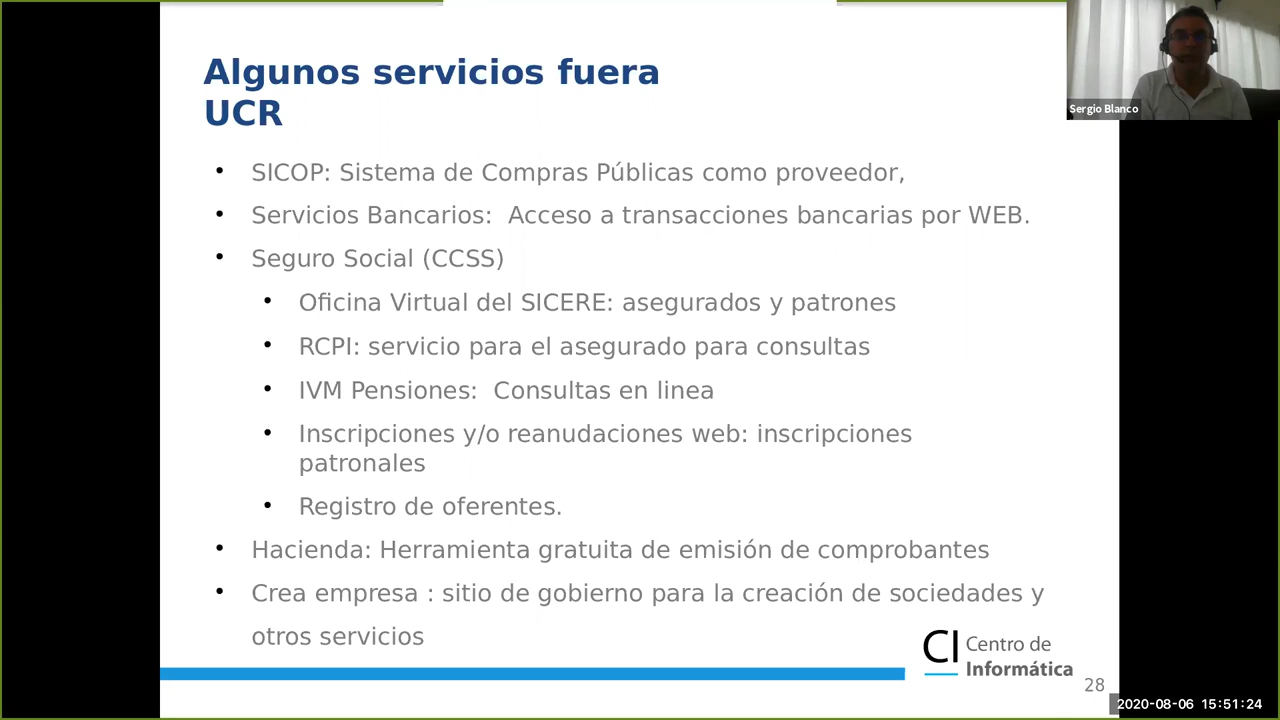 Algunos servicios fuera
UCR
Sergio Blanco
• SICOP: Sistema de Compras Públicas como proveedor,
• Servicios Bancarios:  Acceso a transacciones bancarias por WEB.
• Seguro Social (CCSS)
• Oficina Virtual del SICERE: asegurados y patrones
• RCPI: servicio para el asegurado para consultas
• IVM Pensiones:  Consultas en linea
• Inscripciones y/o reanudaciones web: inscripciones
patronales
• Registro de oferentes.
• Hacienda: Herramienta gratuita de emisión de comprobantes
• Crea empresa : sitio de gobierno para la creación de sociedades y
otros servicios
CI Centro de
Informática
28
2020-08-06 15:51:24